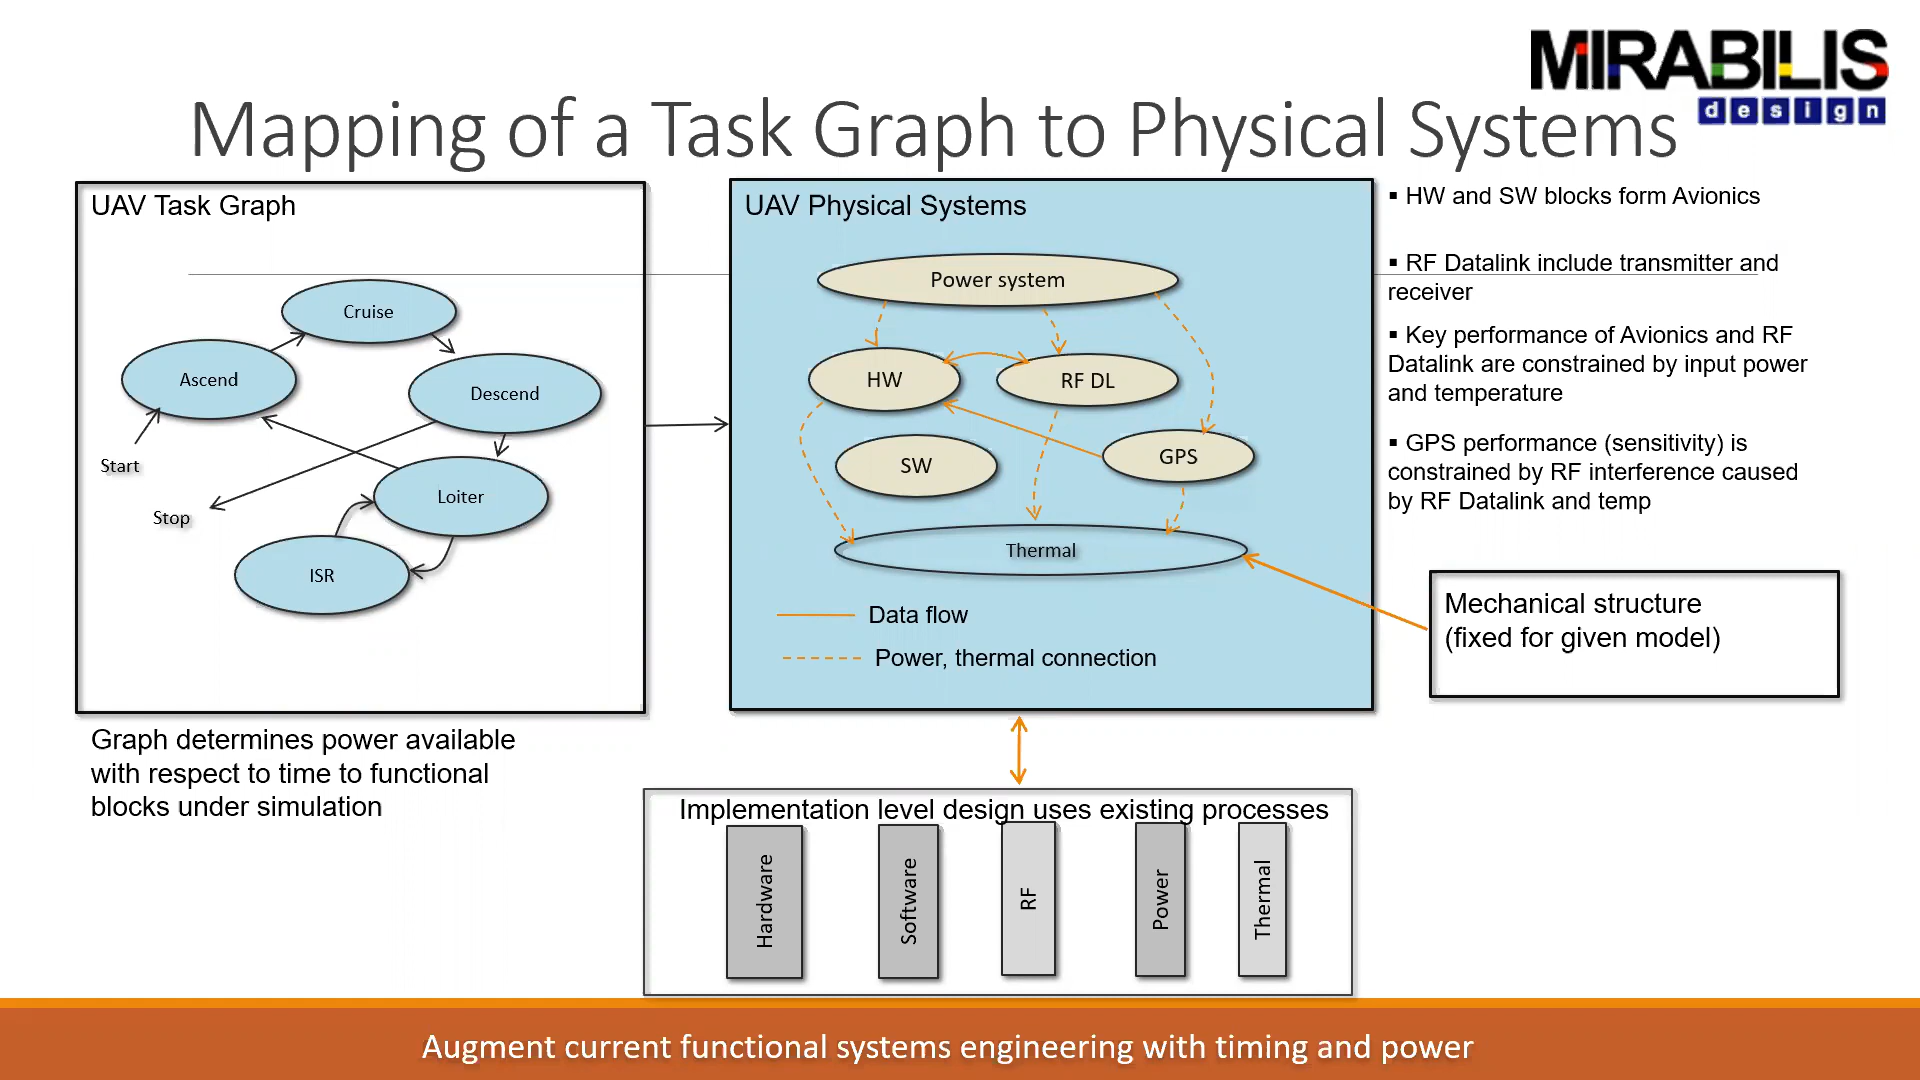 MIRABILIS
design
Mapping of a Task Graph to Physical Systems
UAV Task Graph
Cruise
Ascend
Descend
Start
Loiter
Stop
ISR
Graph determines power available
with respect to time to functional
blocks under simulation
UAV Physical Systems
Power system
HW
RF DL
SW
GPS
Thermal
Data flow
Power, thermal connection
▪ HW and SW blocks form Avionics
▪ RF Datalink include transmitter and
receiver
▪ Key performance of Avionics and RF
Datalink are constrained by input power
and temperature
▪ GPS performance (sensitivity) is
constrained by RF interference caused
by RF Datalink and temp
Mechanical structure
(fixed for given model)
Implementation level design uses existing processes
Hardware
Software
RF
Power
Thermal
Augment current functional systems engineering with timing and power